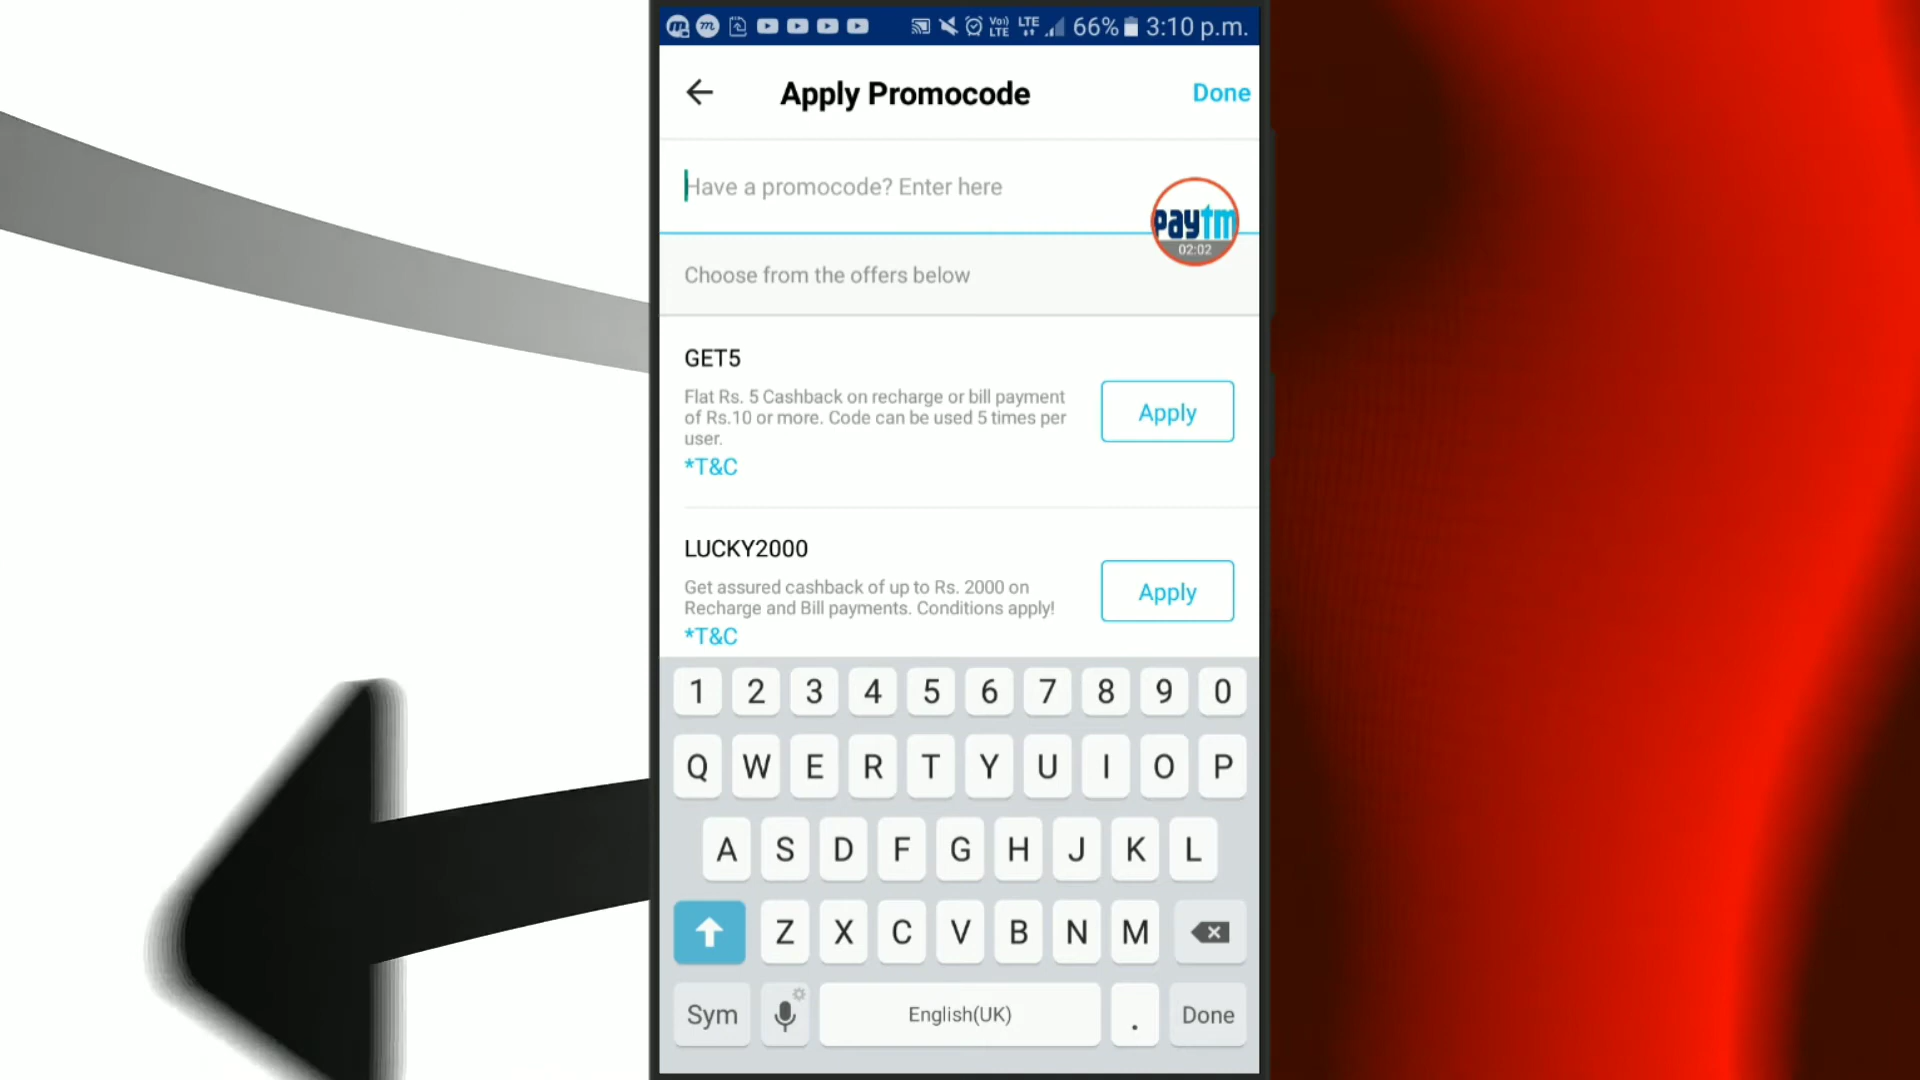 Voi) LTE LTE 66% 3:10 p.m.
Apply Promocode Done
Have a promocode? Enter here
paytm
02:02
Choose from the offers below
GET5
Flat Rs. 5 Cashback on recharge or bill payment
of Rs.10 or more. Code can be used 5 times per
user.
Apply
*T&C
LUCKY2000
Get assured cashback of up to Rs. 2000 on
Recharge and Bill payments. Conditions apply!
Apply
*T&C
1 2 3 4 5 6 7 8 9 0
Q W E R T Y U I O P
A S D F G H J K L
Z X C V B N M
Sym English(UK) . Done